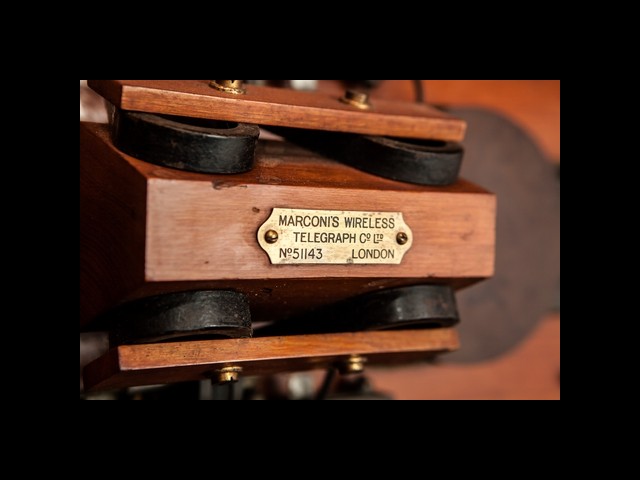 MARCONI'S WIRELESS
TELEGRAPH Cº LTD
Nº51143 LONDON